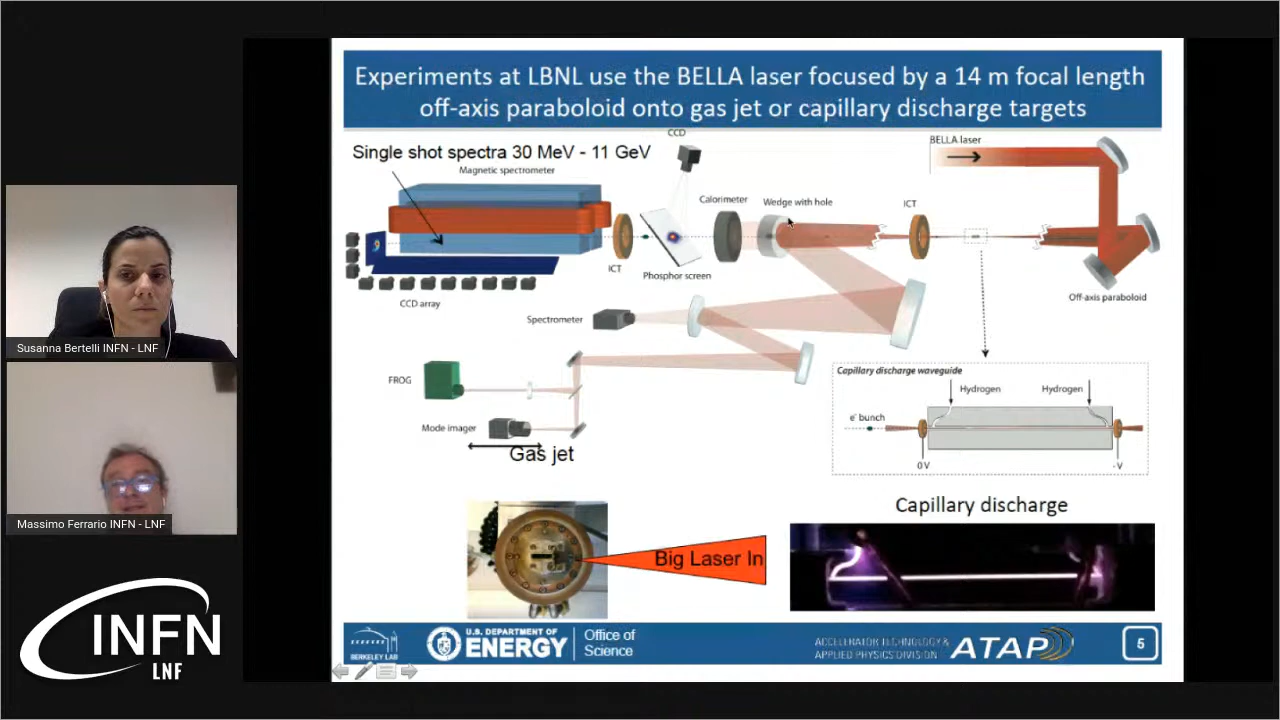 Experiments at LBNL use the BELLA laser focused by a 14 m focal length
off-axis paraboloid onto gas jet or capillary discharge targets
CCD
BELLA laser
Single shot spectra 30 MeV - 11 GeV
Magnetic spectrometer
Calorimeter
Wedge with hole
ICT
ICT
Phosphor screen
CCD array
Off-axis paraboloid
Spectrometer
FROG
Mode imager
Gas jet
Capillary discharge waveguide
Hydrogen
Hydrogen
e⁻ bunch
0 V
- V
Capillary discharge
Big Laser In
Susanna Bertelli INFN - LNF
Massimo Ferrario INFN - LNF
INFN
LNF
BERKELEY LAB
U.S. DEPARTMENT OF
ENERGY
Office of
Science
ACCELERATOR TECHNOLOGY &
APPLIED PHYSICS DIVISION
ATAP
5